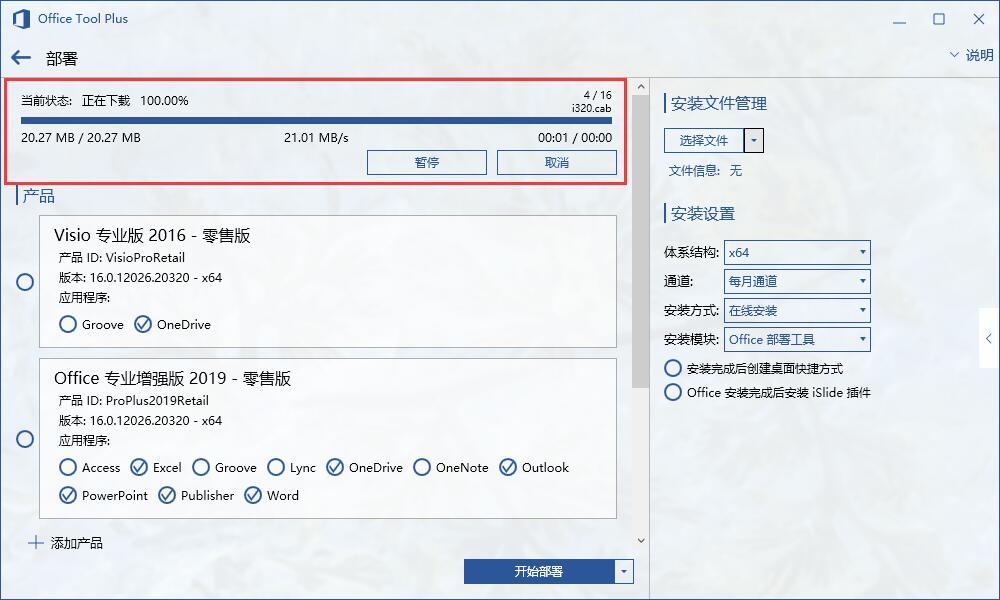 Office Tool Plus
部署
说明
当前状态: 正在下载 100.00%
4 / 16
i320.cab
20.27 MB / 20.27 MB 21.01 MB/s 00:01 / 00:00
暂停 取消
产品
Visio 专业版 2016 - 零售版
产品 ID: VisioProRetail
版本: 16.0.12026.20320 - x64
应用程序:
Groove OneDrive
Office 专业增强版 2019 - 零售版
产品 ID: ProPlus2019Retail
版本: 16.0.12026.20320 - x64
应用程序:
Access Excel Groove Lync OneDrive OneNote Outlook
PowerPoint Publisher Word
添加产品
开始部署
安装文件管理
选择文件
文件信息: 无
安装设置
体系结构: x64
通道: 每月通道
安装方式: 在线安装
安装模块: Office 部署工具
安装完成后创建桌面快捷方式
Office 安装完成后安装 iSlide 插件